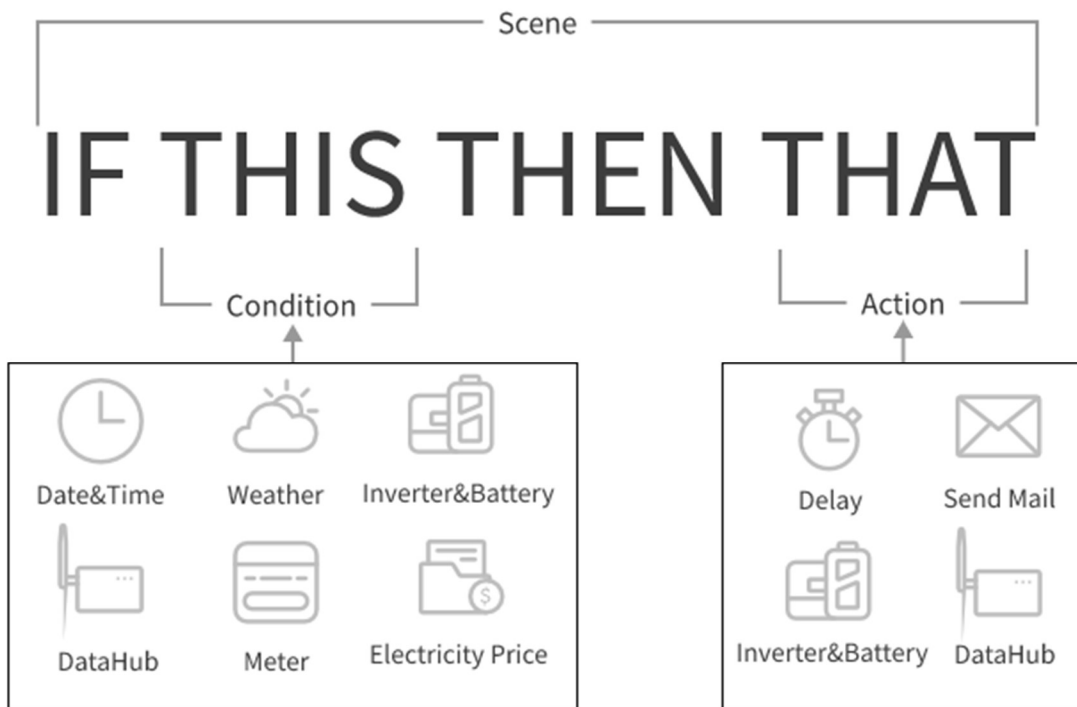 Scene
IF THIS THEN THAT
Condition
Action
Date&Time
Weather
Inverter&Battery
DataHub
Meter
Electricity Price
Delay
Send Mail
Inverter&Battery
DataHub
$